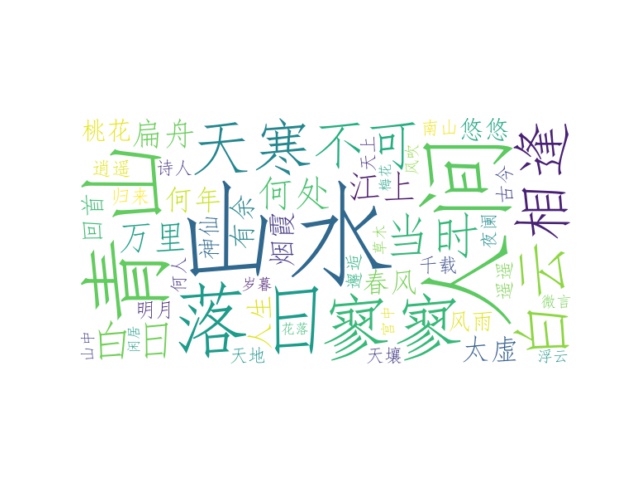 桃花
扁舟
天寒
不可
人间
南山
悠悠
相逢
逍遥
诗人
青山
归来
何年
何处
江上
天上
梅花
风吹
古今
回首
万里
神仙
有余
烟霞
山水
草木
当时
夜阑
白云
何人
岁暮
邂逅
春风
千载
遥遥
明月
落日
寥寥
微言
山中
白日
闲居
人生
花落
宫中
风雨
天地
天壤
太虚
浮云